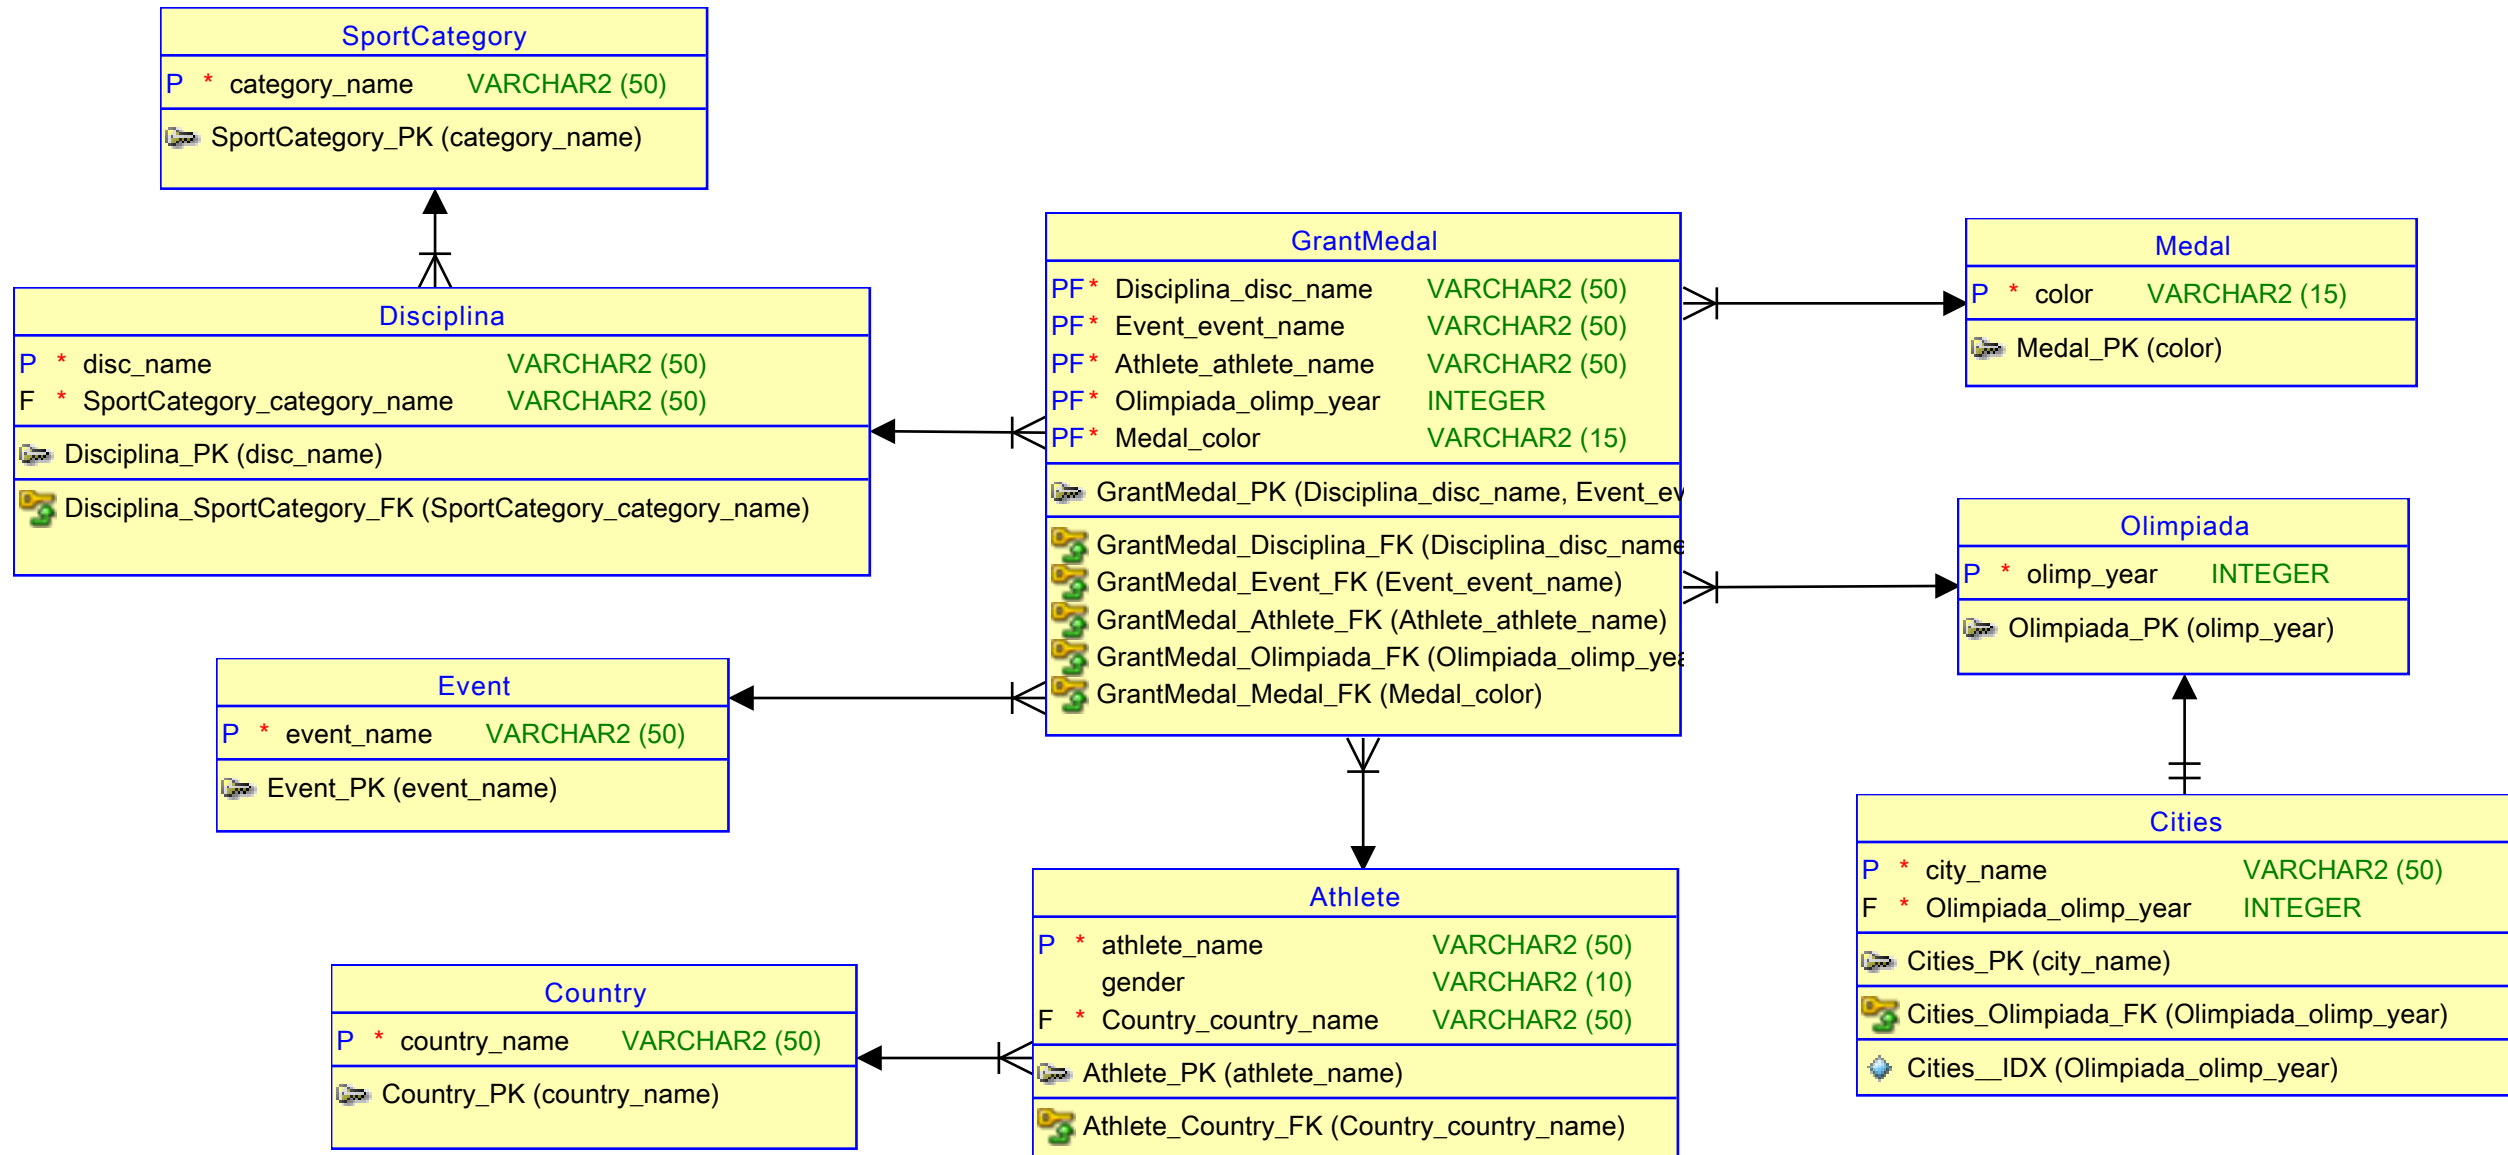 SportCategory
P * category_name VARCHAR2 (50)
SportCategory_PK (category_name)
Disciplina
P * disc_name VARCHAR2 (50)
F * SportCategory_category_name VARCHAR2 (50)
Disciplina_PK (disc_name)
Disciplina_SportCategory_FK (SportCategory_category_name)
GrantMedal
PF * Disciplina_disc_name VARCHAR2 (50)
PF * Event_event_name VARCHAR2 (50)
PF * Athlete_athlete_name VARCHAR2 (50)
PF * Olimpiada_olimp_year INTEGER
PF * Medal_color VARCHAR2 (15)
GrantMedal_PK (Disciplina_disc_name, Event_ev
GrantMedal_Disciplina_FK (Disciplina_disc_name
GrantMedal_Event_FK (Event_event_name)
GrantMedal_Athlete_FK (Athlete_athlete_name)
GrantMedal_Olimpiada_FK (Olimpiada_olimp_yea
GrantMedal_Medal_FK (Medal_color)
Medal
P * color VARCHAR2 (15)
Medal_PK (color)
Olimpiada
P * olimp_year INTEGER
Olimpiada_PK (olimp_year)
Event
P * event_name VARCHAR2 (50)
Event_PK (event_name)
Cities
P * city_name VARCHAR2 (50)
F * Olimpiada_olimp_year INTEGER
Cities_PK (city_name)
Cities_Olimpiada_FK (Olimpiada_olimp_year)
Cities__IDX (Olimpiada_olimp_year)
Athlete
P * athlete_name VARCHAR2 (50)
gender VARCHAR2 (10)
F * Country_country_name VARCHAR2 (50)
Athlete_PK (athlete_name)
Athlete_Country_FK (Country_country_name)
Country
P * country_name VARCHAR2 (50)
Country_PK (country_name)